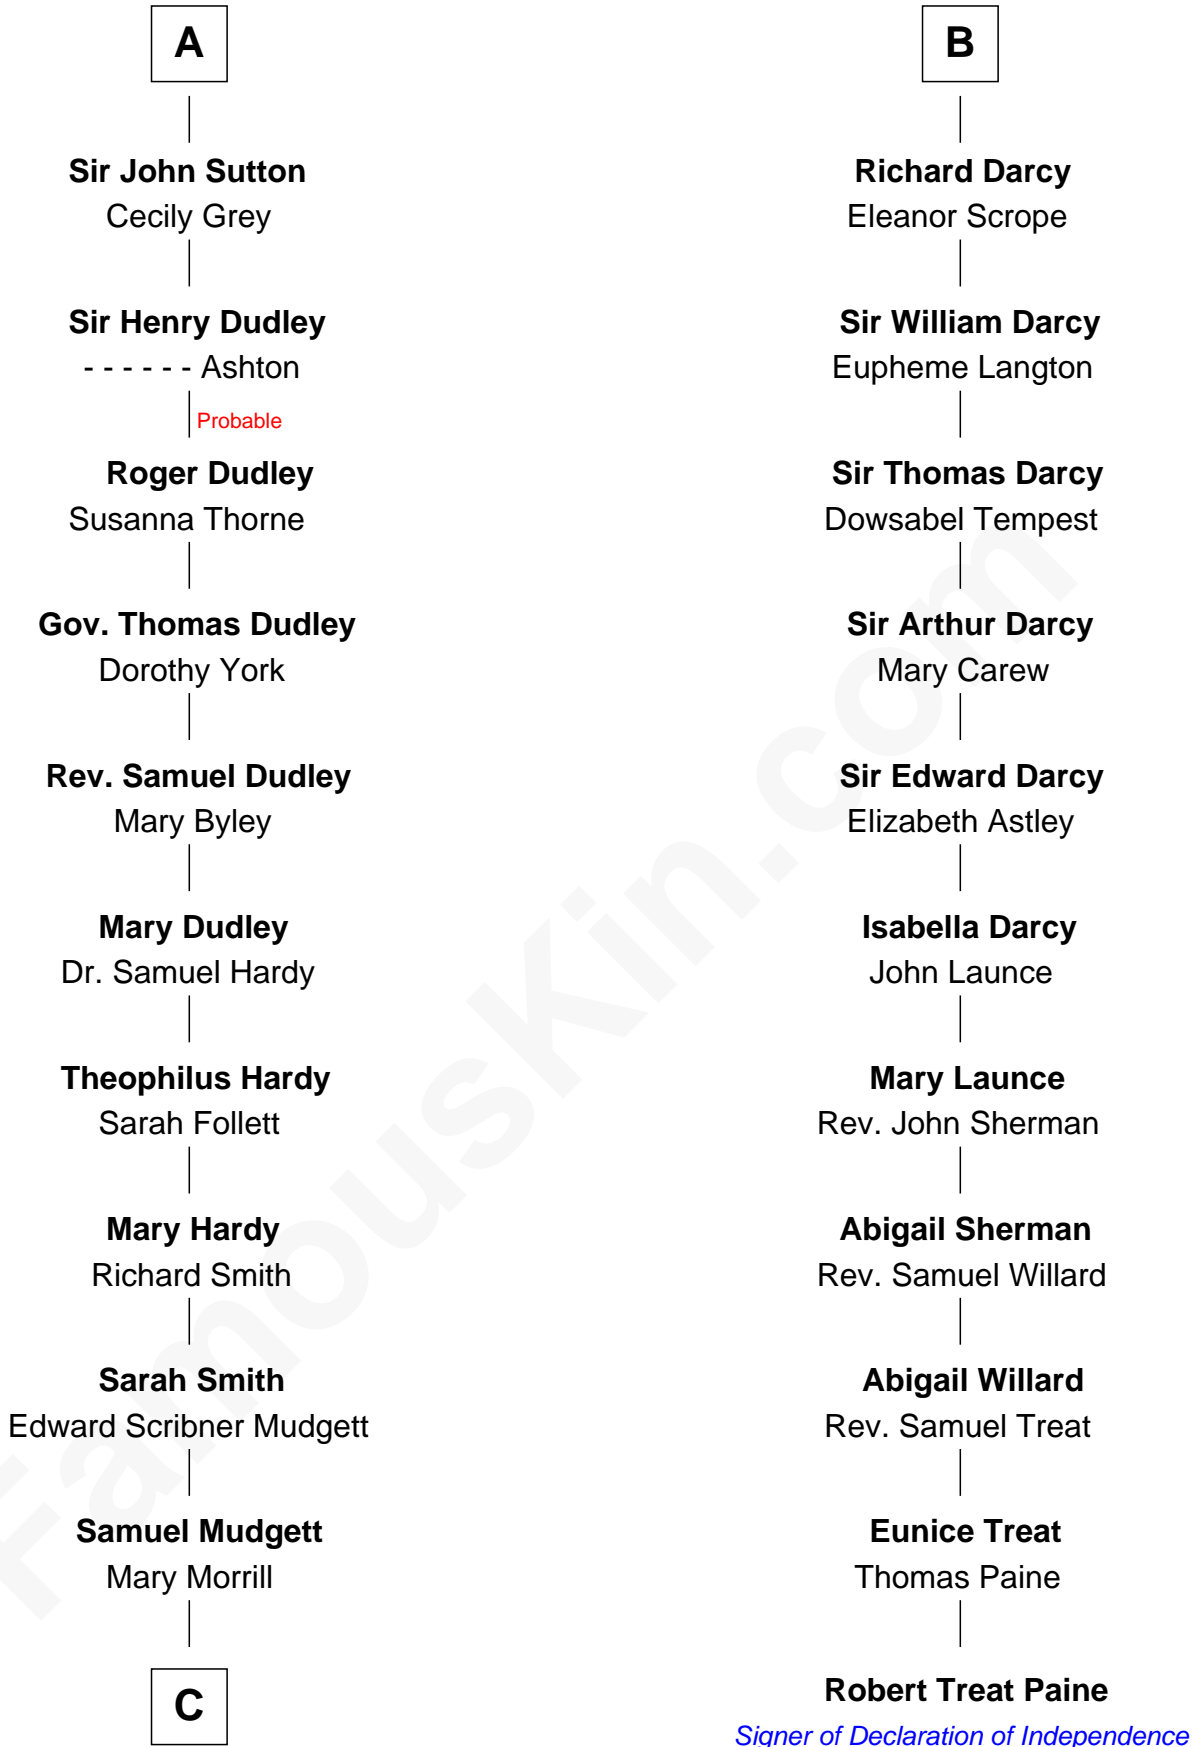 A
Sir John Sutton
Cecily Grey
Sir Henry Dudley
- - - - - - Ashton
Probable
Roger Dudley
Susanna Thorne
Gov. Thomas Dudley
Dorothy York
Rev. Samuel Dudley
Mary Byley
Mary Dudley
Dr. Samuel Hardy
Theophilus Hardy
Sarah Follett
Mary Hardy
Richard Smith
Sarah Smith
Edward Scribner Mudgett
Samuel Mudgett
Mary Morrill
C
B
Richard Darcy
Eleanor Scrope
Sir William Darcy
Eupheme Langton
Sir Thomas Darcy
Dowsabel Tempest
Sir Arthur Darcy
Mary Carew
Sir Edward Darcy
Elizabeth Astley
Isabella Darcy
John Launce
Mary Launce
Rev. John Sherman
Abigail Sherman
Rev. Samuel Willard
Abigail Willard
Rev. Samuel Treat
Eunice Treat
Thomas Paine
Robert Treat Paine
Signer of Declaration of Independence
FamousKin.com